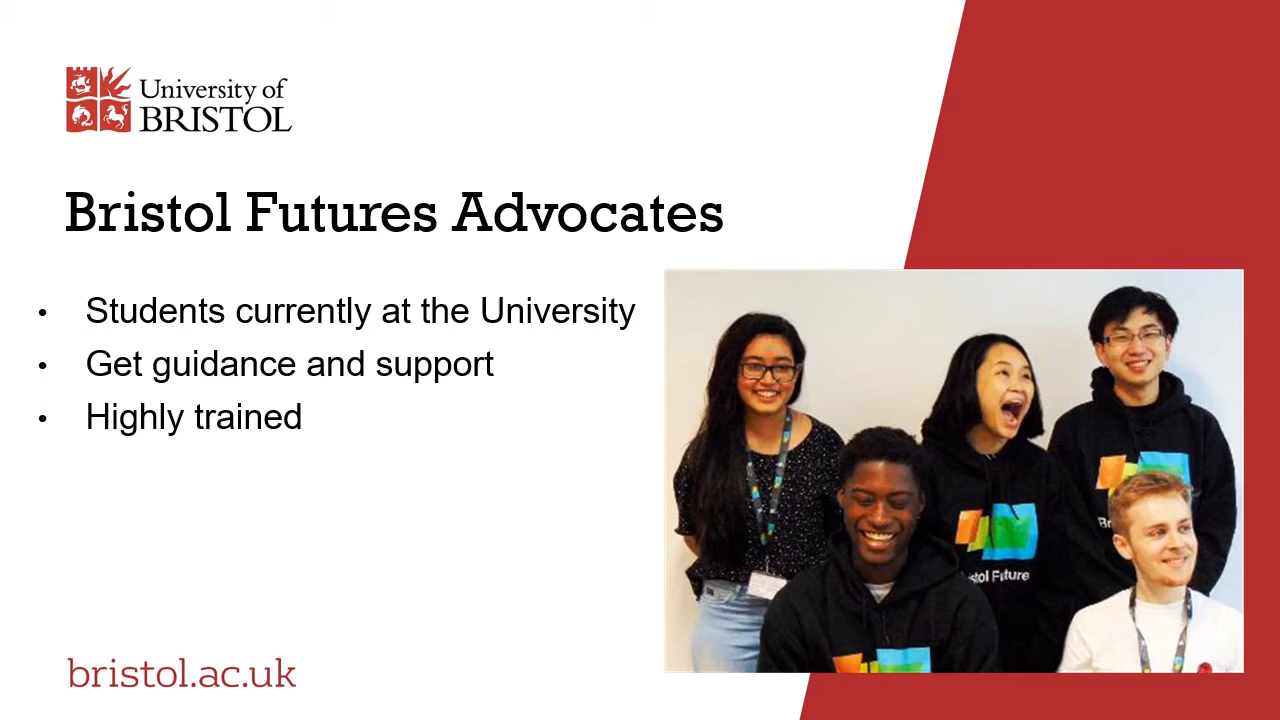 University of
BRISTOL
Bristol Futures Advocates
• Students currently at the University
• Get guidance and support
• Highly trained
stol Future
bristol.ac.uk